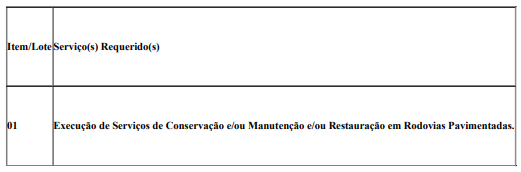 Item/Lote Serviço(s) Requerido(s)
01 Execução de Serviços de Conservação e/ou Manutenção e/ou Restauração em Rodovias Pavimentadas.